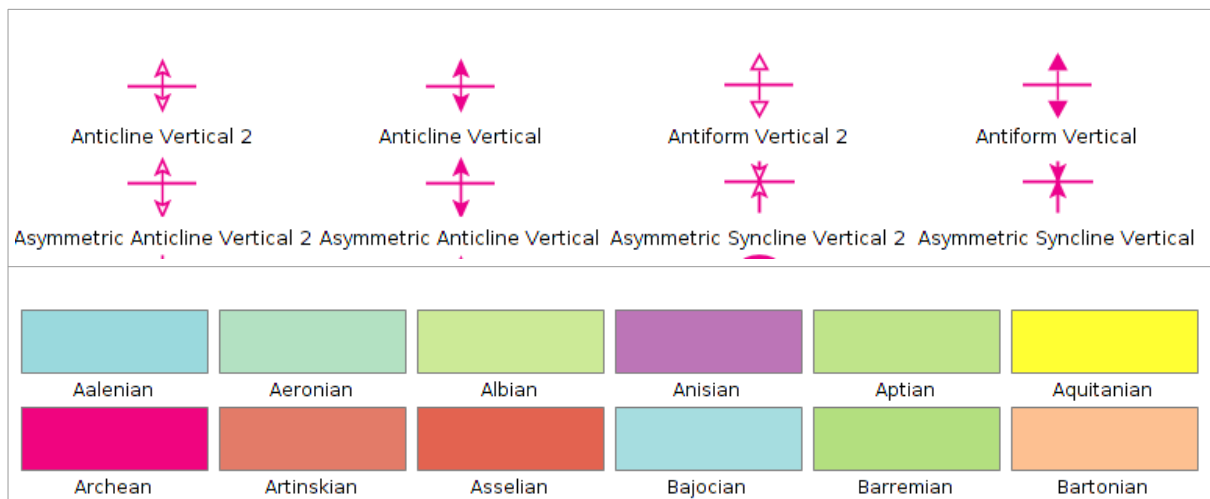 Anticline Vertical 2 Anticline Vertical Antiform Vertical 2 Antiform Vertical
Asymmetric Anticline Vertical 2 Asymmetric Anticline Vertical Asymmetric Syncline Vertical 2 Asymmetric Syncline Vertical
Aalenian Aeronian Albian Anisian Aptian Aquitanian
Archean Artinskian Asselian Bajocian Barremian Bartonian